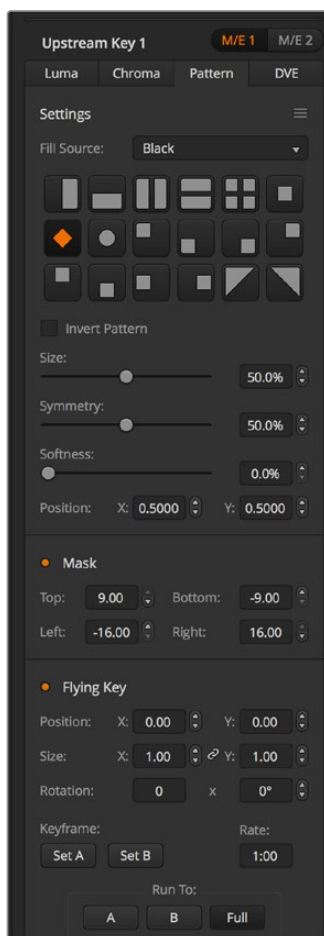 Upstream Key 1 M/E 1 M/E 2
Luma Chroma Pattern DVE
Settings
Fill Source: Black
Invert Pattern
Size:
50.0%
Symmetry:
50.0%
Softness:
0.0%
Position: X: 0.5000 Y: 0.5000
Mask
Top: 9.00 Bottom: -9.00
Left: -16.00 Right: 16.00
Flying Key
Position: X: 0.00 Y: 0.00
Size: X: 1.00 Y: 1.00
Rotation: 0 x 0°
Keyframe: Rate:
Set A Set B 1:00
Run To:
A B Full